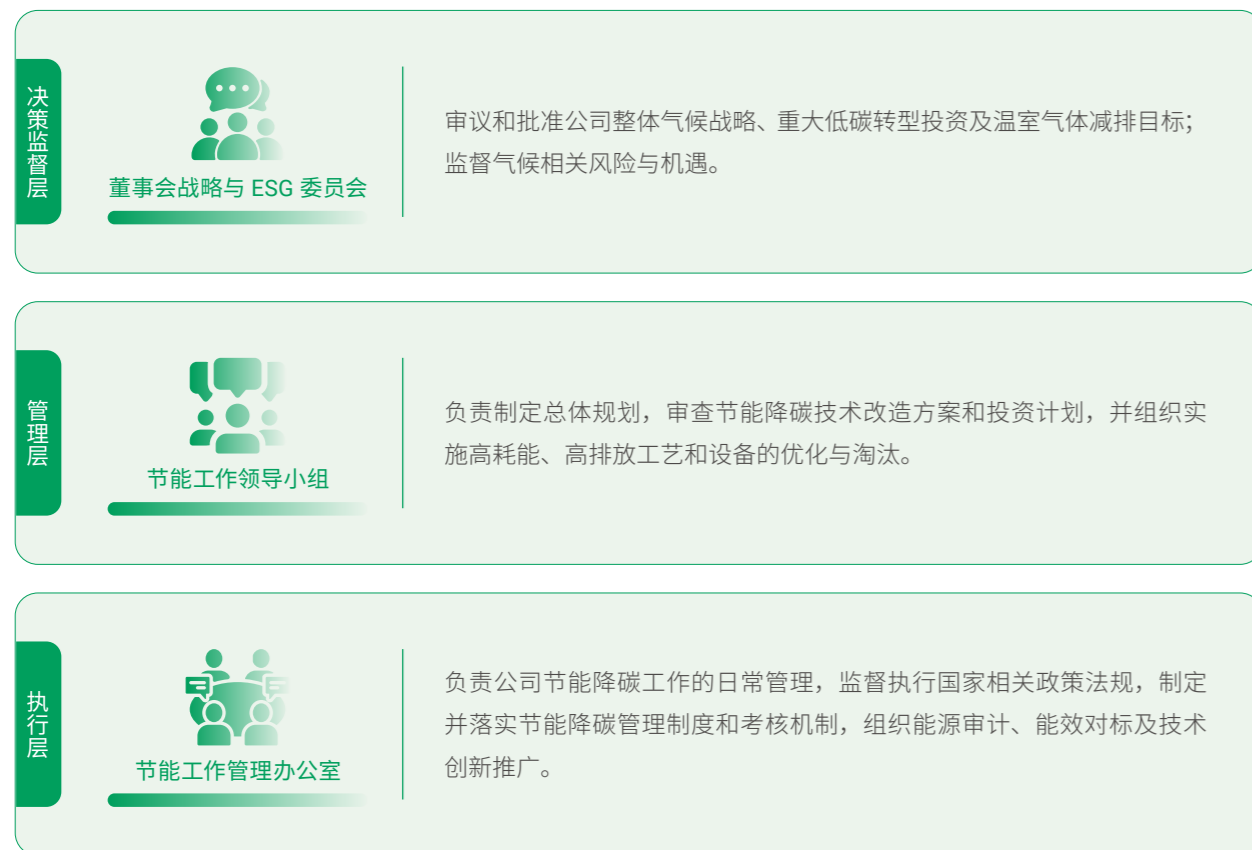 决策监督层
董事会战略与 ESG 委员会
审议和批准公司整体气候战略、重大低碳转型投资及温室气体减排目标；
监督气候相关风险与机遇。
管理层
节能工作领导小组
负责制定总体规划，审查节能降碳技术改造方案和投资计划，并组织实
施高耗能、高排放工艺和设备的优化与淘汰。
执行层
节能工作管理办公室
负责公司节能降碳工作的日常管理，监督执行国家相关政策法规，制定
并落实节能降碳管理制度和考核机制，组织能源审计、能效对标及技术
创新推广。